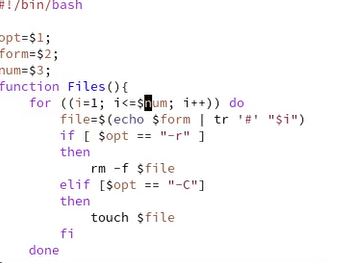 #!/bin/bash
opt=$1;
form=$2;
num=$3;
function Files(){
for ((i=1; i<=$num; i++)) do
file=$(echo $form | tr '#' "$i")
if [ $opt == "-r" ]
then
rm -f $file
elif [$opt == "-C"]
then
touch $file
fi
done